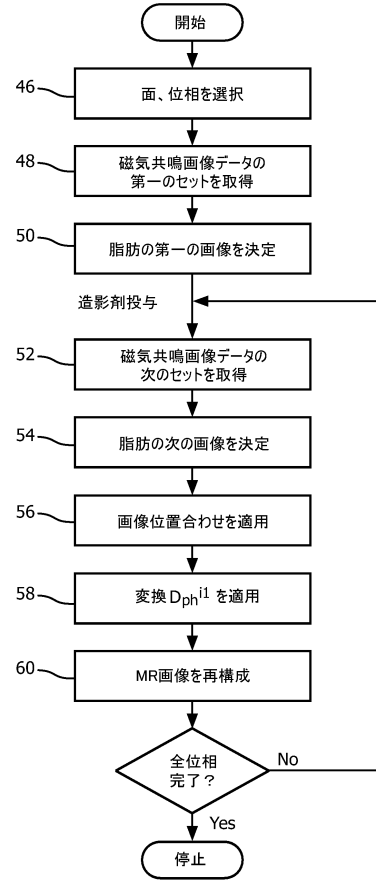 開始
46
面、位相を選択
48
磁気共鳴画像データの
第一のセットを取得
50
脂肪の第一の画像を決定
造影剤投与
52
磁気共鳴画像データの
次のセットを取得
54
脂肪の次の画像を決定
56
画像位置合わせを適用
58
変換 Dphi1 を適用
60
MR画像を再構成
全位相
完了？
No
Yes
停止